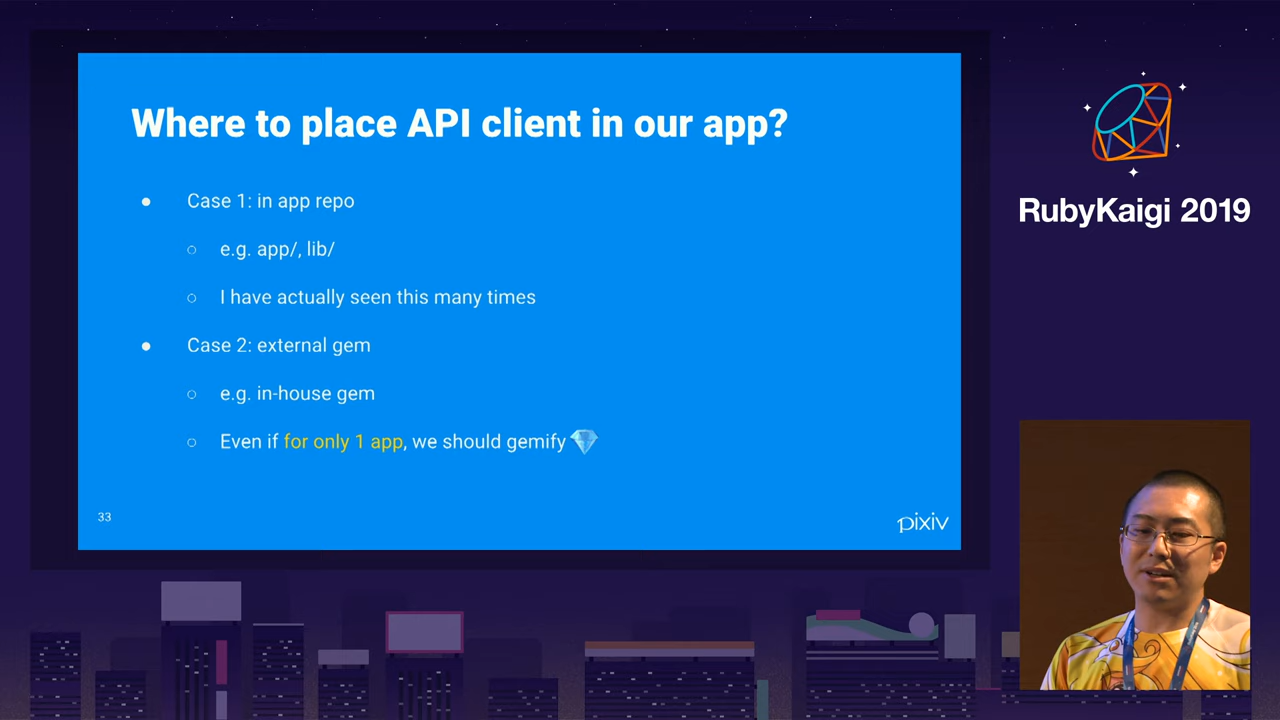 Where to place API client in our app?
Case 1: in app repo
e.g. app/, lib/
I have actually seen this many times
Case 2: external gem
e.g. in-house gem
Even if for only 1 app, we should gemify
33
pixiv
RubyKaigi 2019